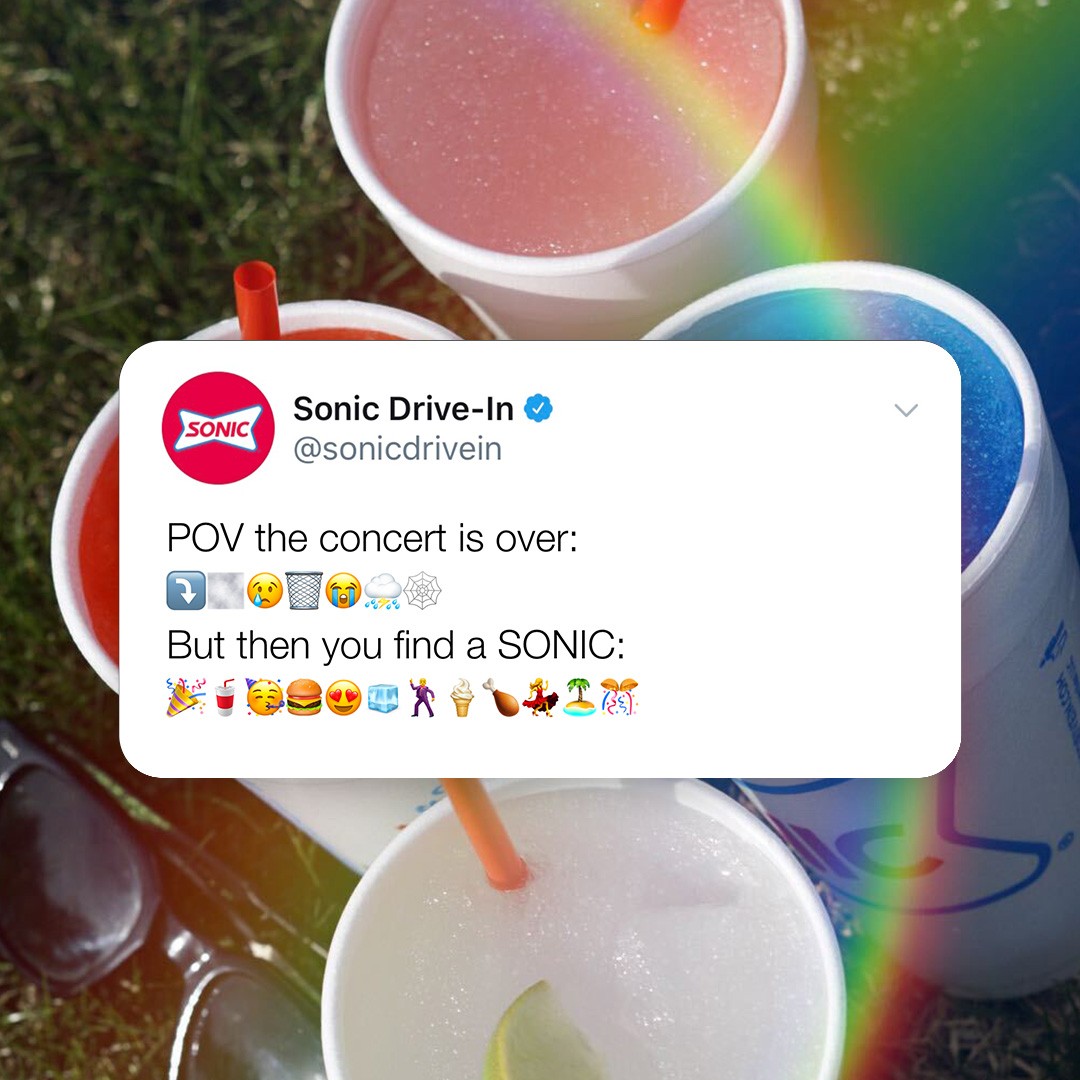 SONIC
Sonic Drive-In
@sonicdrivein
POV the concert is over:
⤵️🌫️😢🗑️😭⛈️🕸️
But then you find a SONIC:
🎉🥤🥳🍔😍🧊🕺🍦🍗💃🏝️🎊